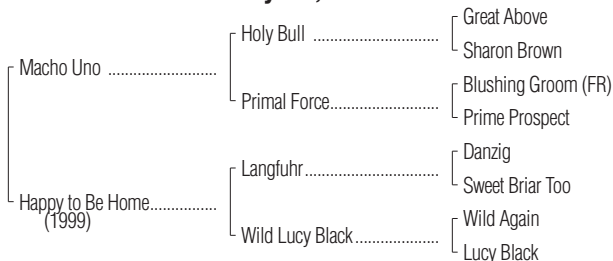 Great Above
Holy Bull ..............................
Sharon Brown
Macho Uno ..........................
Blushing Groom (FR)
Primal Force..........................
Prime Prospect
Danzig
Langfuhr................................
Sweet Briar Too
Happy to Be Home................
(1999)
Wild Again
Wild Lucy Black....................
Lucy Black